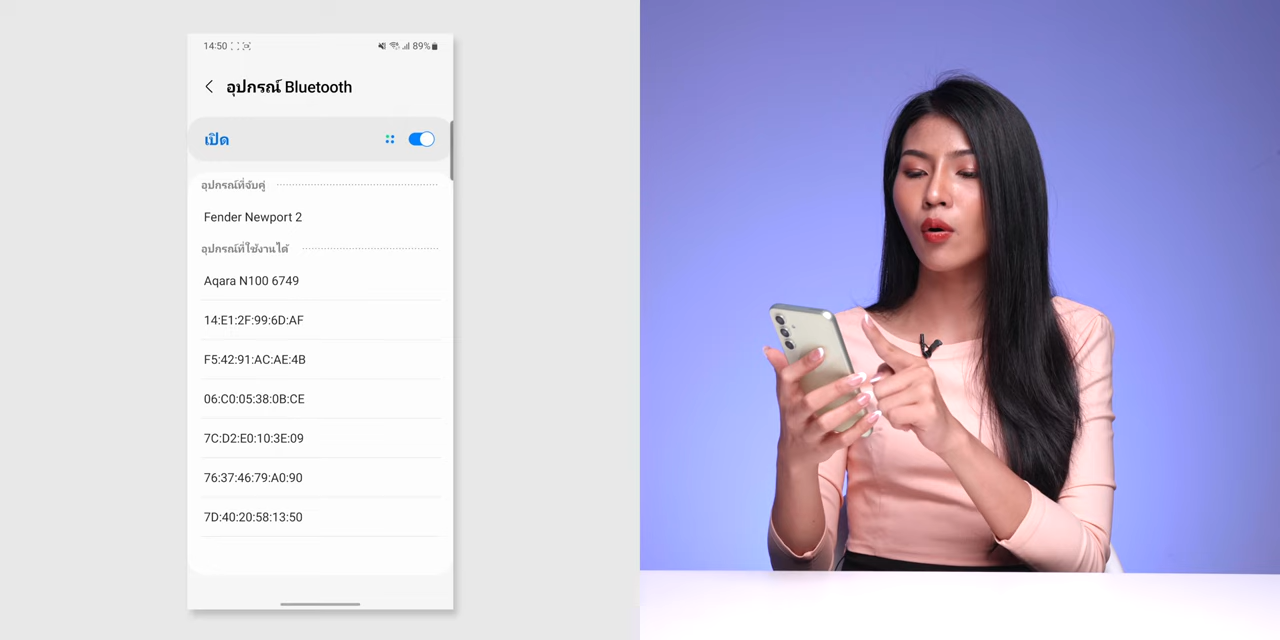 14:50
89%
อุปกรณ์ Bluetooth
เปิด
อุปกรณ์ที่จับคู่
Fender Newport 2
อุปกรณ์ที่ใช้งานได้
Aqara N100 6749
14:E1:2F:99:6D:AF
F5:42:91:AC:AE:4B
06:C0:05:38:0B:CE
7C:D2:E0:10:3E:09
76:37:46:79:A0:90
7D:40:20:58:13:50